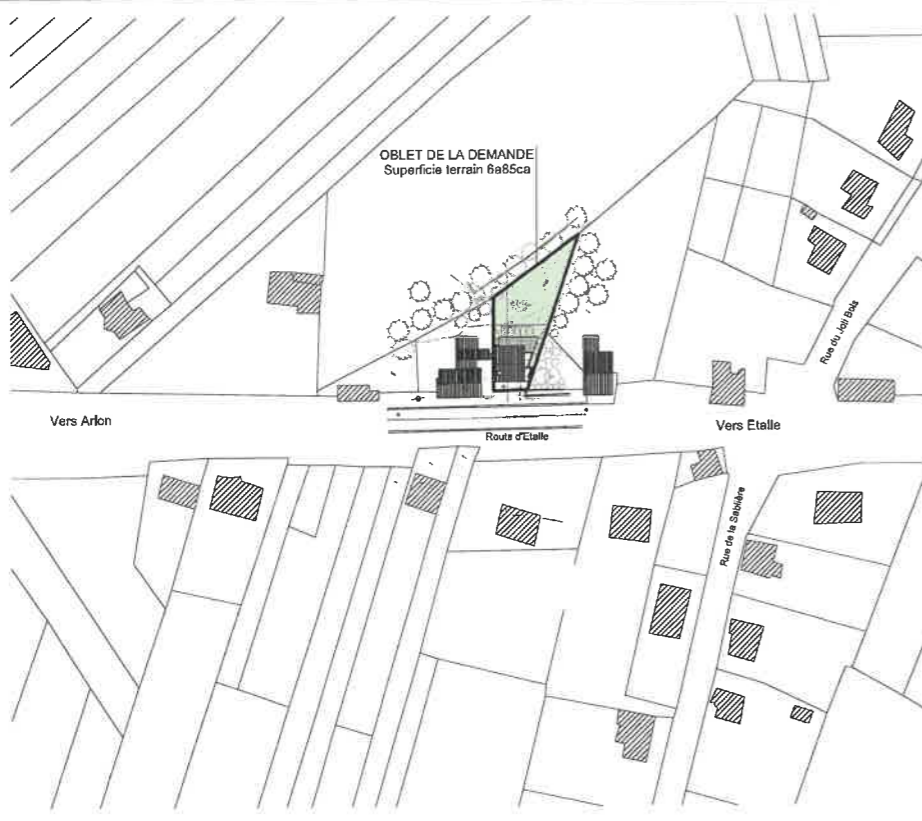 OBLET DE LA DEMANDE
Superficie terrain 6a85ca
Rue du Joli Bois
Vers Arlon
Vers Etalle
Route d'Etalle
Rue de la Sablière